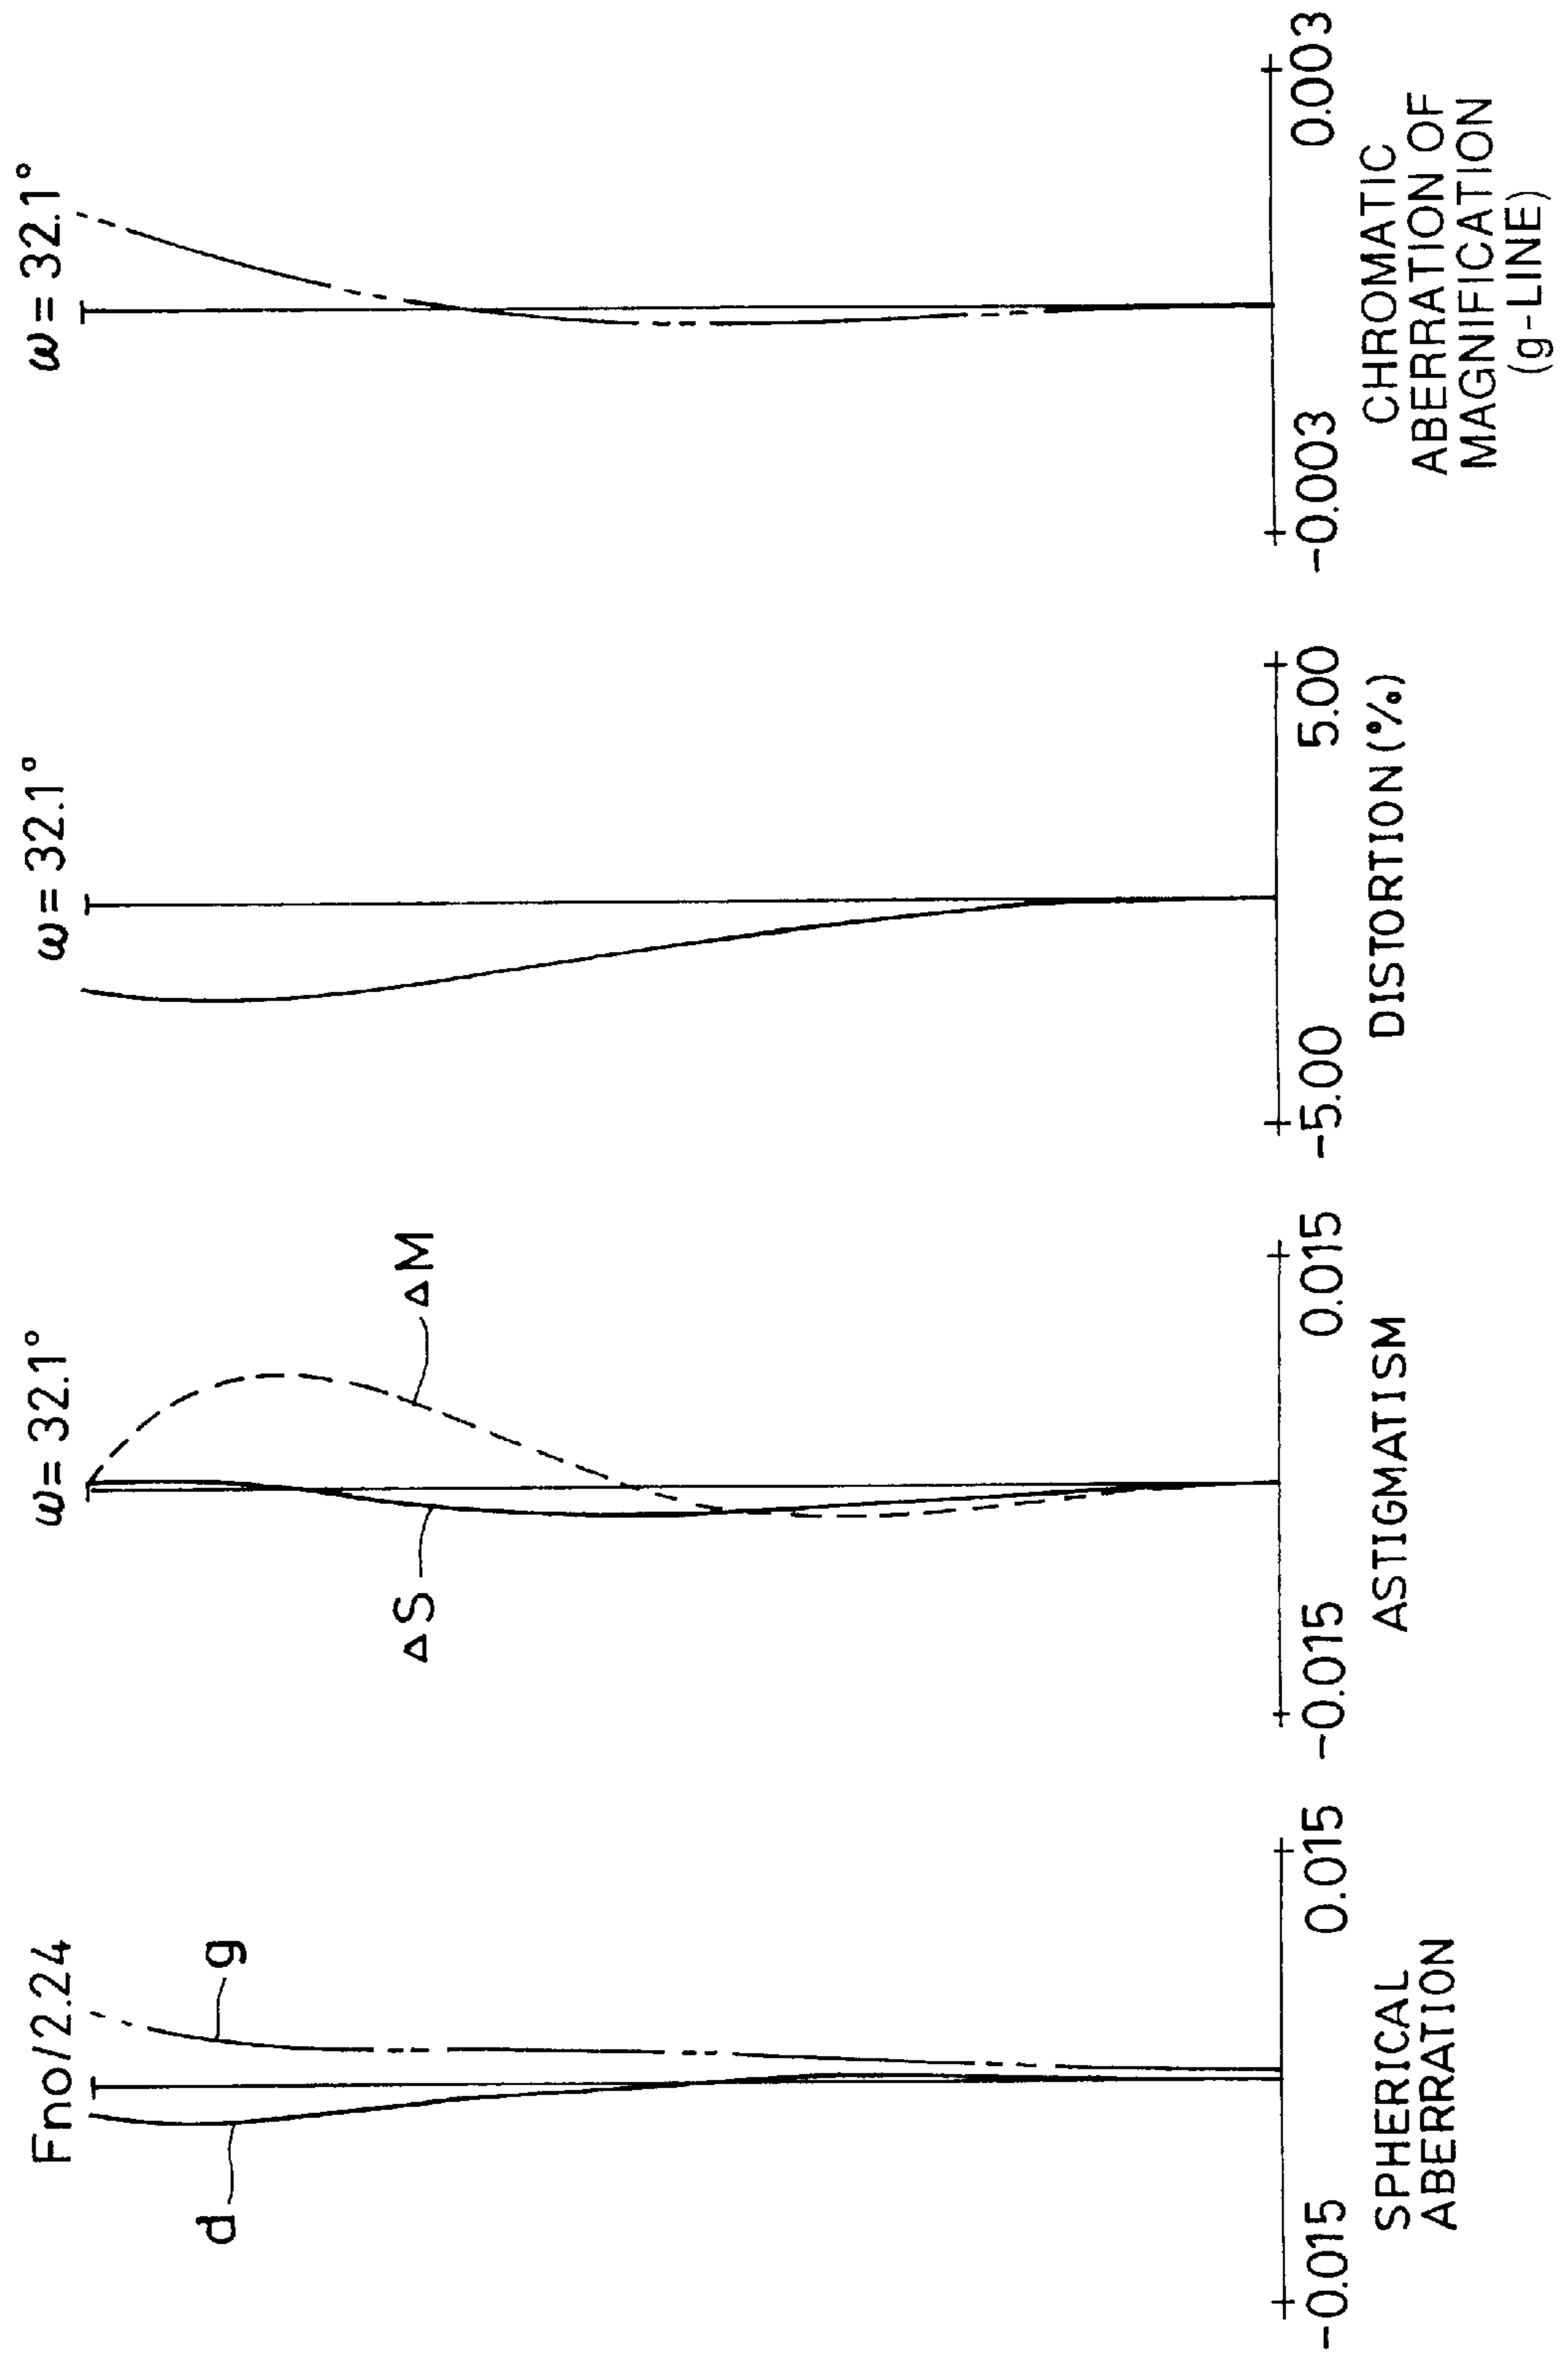 Fno/2.24
d
g
-0.015
0.015
SPHERICAL
ABERRATION
ω=32.1°
ΔS
ΔM
-0.015
0.015
ASTIGMATISM
ω=32.1°
-5.00
5.00
DISTORTION(%)
ω=32.1°
-0.003
0.003
CHROMATIC
ABERRATION OF
MAGNIFICATION
(g-LINE)